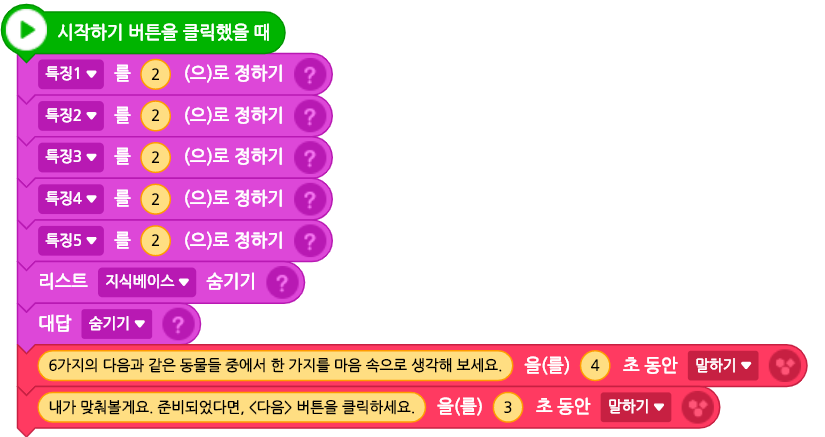 시작하기 버튼을 클릭했을 때
특징1 ▼ 를 2 (으)로 정하기 ?
특징2 ▼ 를 2 (으)로 정하기 ?
특징3 ▼ 를 2 (으)로 정하기 ?
특징4 ▼ 를 2 (으)로 정하기 ?
특징5 ▼ 를 2 (으)로 정하기 ?
리스트 지식베이스 ▼ 숨기기 ?
대답 숨기기 ▼ ?
6가지의 다음과 같은 동물들 중에서 한 가지를 마음 속으로 생각해 보세요. 을(를) 4 초 동안 말하기 ▼
내가 맞춰볼게요. 준비되었다면, <다음> 버튼을 클릭하세요. 을(를) 3 초 동안 말하기 ▼